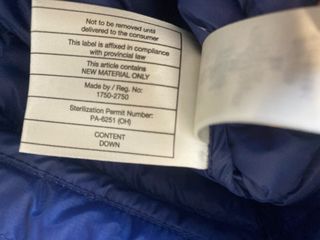 Not to be removed until
delivered to the consumer
This label is affixed in compliance
with provincial law
This article contains
NEW MATERIAL ONLY
Made by / Reg. No:
1750-2750
Sterilization Permit Number:
PA-6251 (OH)
CONTENT
DOWN